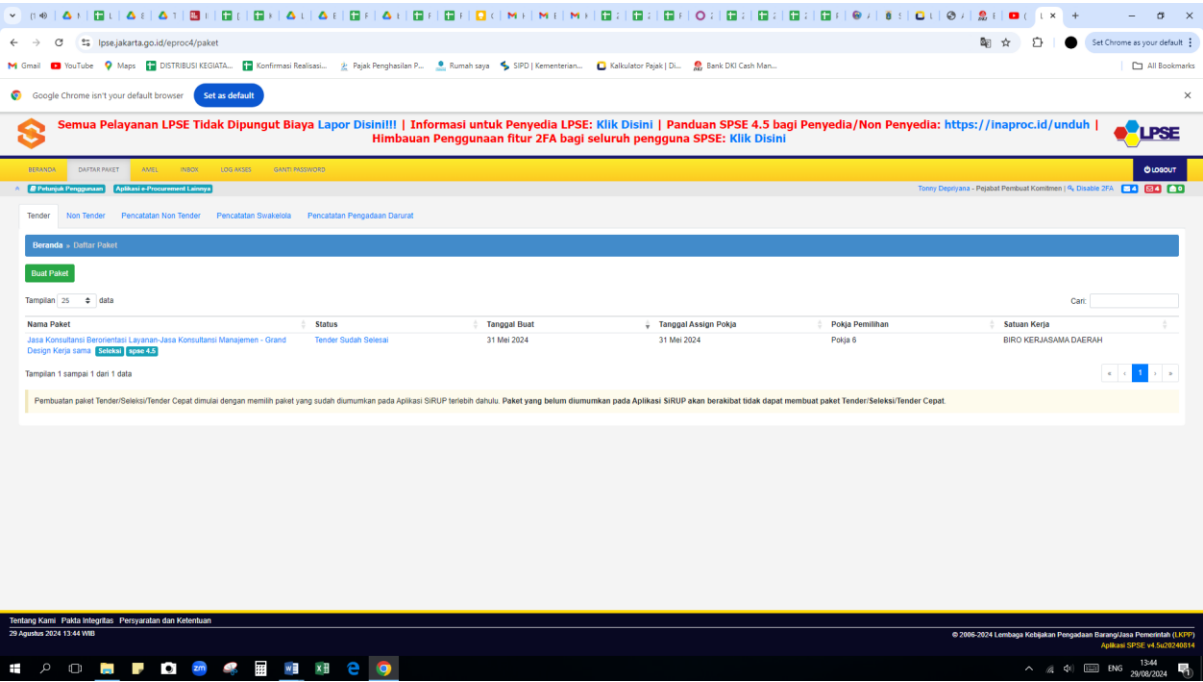 lpse.jakarta.go.id/eproc4/paket
Set Chrome as your default
Gmail YouTube Maps DISTRIBUSI KEGIATA... Konfirmasi Realisasi... Pajak Penghasilan P... Rumah saya SIPD | Kementerian... Kalkulator Pajak | Di... Bank DKI Cash Man... All Bookmarks
Google Chrome isn't your default browser Set as default
Semua Pelayanan LPSE Tidak Dipungut Biaya Lapor Disini!!! | Informasi untuk Penyedia LPSE: Klik Disini | Panduan SPSE 4.5 bagi Penyedia/Non Penyedia: https://inaproc.id/unduh |
Himbauan Penggunaan fitur 2FA bagi seluruh pengguna SPSE: Klik Disini
LPSE
BERANDA DAFTAR PAKET APEL INBOX LOG AKSES GANTI PASSWORD LOGOUT
Petunjuk Penggunaan Aplikasi e-Procurement Lainnya Tonny Depriyana - Pejabat Pembuat Komitmen | Disable 2FA 4 4 0
Tender Non Tender Pencatatan Non Tender Pencatatan Swakelola Pencatatan Pengadaan Darurat
Beranda » Daftar Paket
Buat Paket
Tampilan 25 data Cari:
Nama Paket Status Tanggal Buat Tanggal Assign Pokja Pokja Pemilihan Satuan Kerja
Jasa Konsultansi Berorientasi Layanan-Jasa Konsultansi Manajemen - Grand Tender Sudah Selesai 31 Mei 2024 31 Mei 2024 Pokja 6 BIRO KERJASAMA DAERAH
Design Kerja sama Seleksi spse 4.5
Tampilan 1 sampai 1 dari 1 data « ‹ 1 › »
Pembuatan paket Tender/Seleksi/Tender Cepat dimulai dengan memilih paket yang sudah diumumkan pada Aplikasi SiRUP terlebih dahulu. Paket yang belum diumumkan pada Aplikasi SiRUP akan berakibat tidak dapat membuat paket Tender/Seleksi/Tender Cepat.
Tentang Kami Pakta Integritas Persyaratan dan Ketentuan
29 Agustus 2024 13:44 WIB © 2006-2024 Lembaga Kebijakan Pengadaan Barang/Jasa Pemerintah (LKPP)
Aplikasi SPSE v4.5u20240814
zm ENG 13:44
29/08/2024